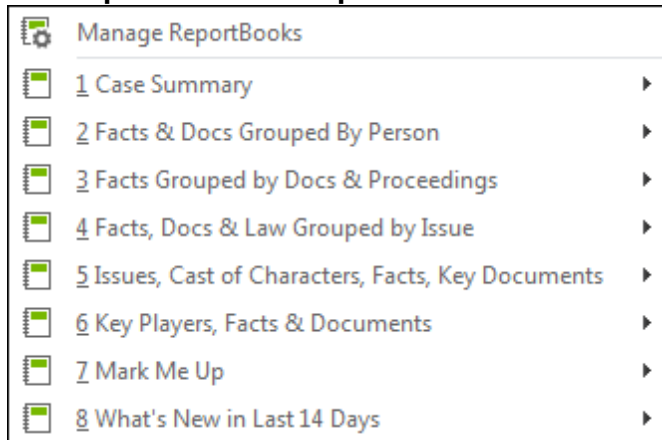 Manage ReportBooks
1 Case Summary
2 Facts & Docs Grouped By Person
3 Facts Grouped by Docs & Proceedings
4 Facts, Docs & Law Grouped by Issue
5 Issues, Cast of Characters, Facts, Key Documents
6 Key Players, Facts & Documents
7 Mark Me Up
8 What's New in Last 14 Days